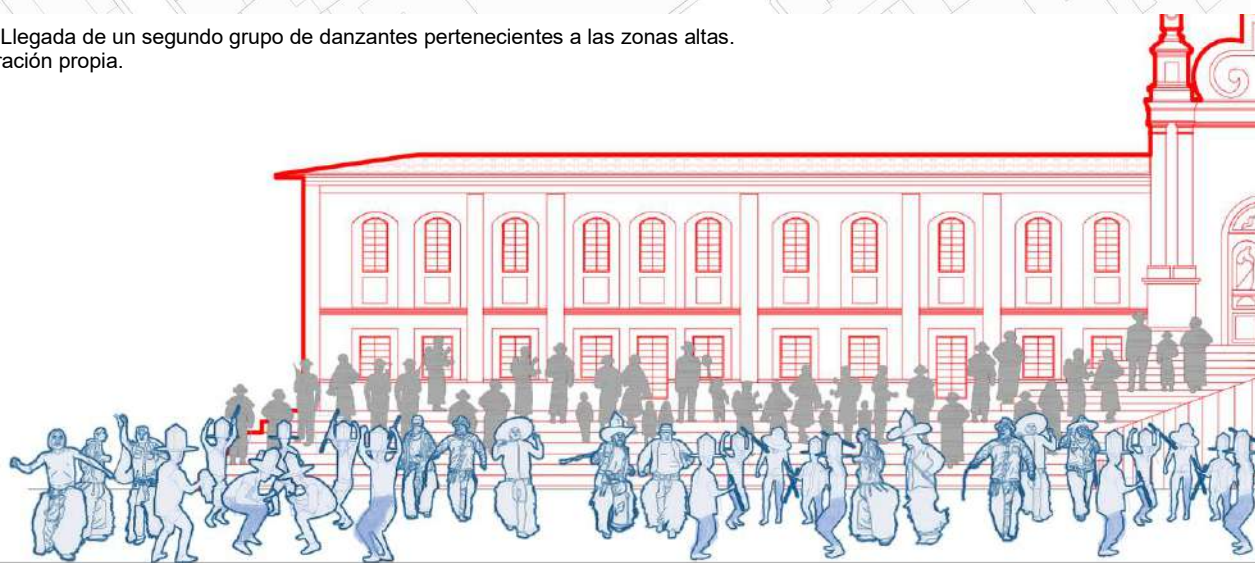 Llegada de un segundo grupo de danzantes pertenecientes a las zonas altas.
ración propia.